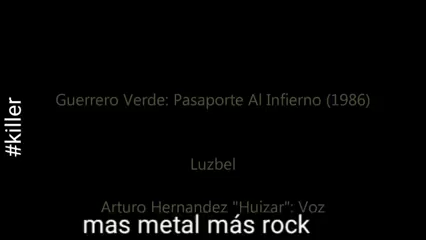 Guerrero Verde: Pasaporte Al Infierno (1986)
Luzbel
Arturo Hernandez "Huizar": Voz
mas metal más rock
#killer